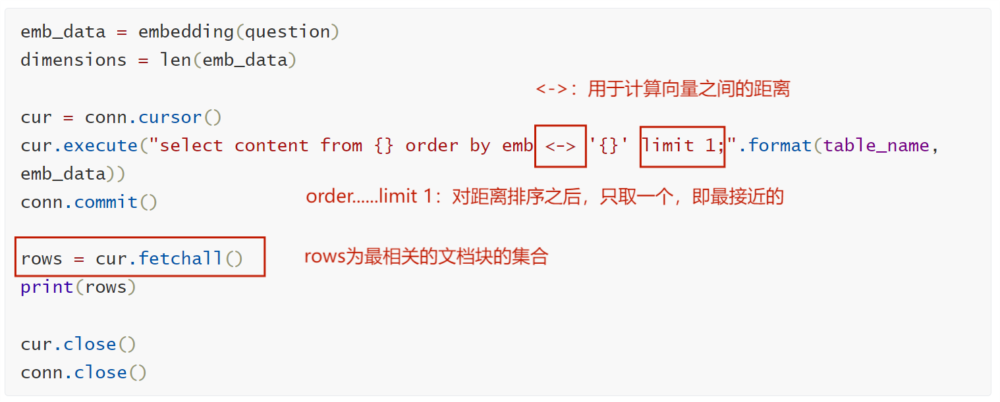 emb_data = embedding(question)
dimensions = len(emb_data)
<->：用于计算向量之间的距离
cur = conn.cursor()
cur.execute("select content from {} order by emb <-> '{}' limit 1;".format(table_name,
emb_data))
conn.commit()
order......limit 1：对距离排序之后，只取一个，即最接近的
rows = cur.fetchall()
rows为最相关的文档块的集合
print(rows)
cur.close()
conn.close()